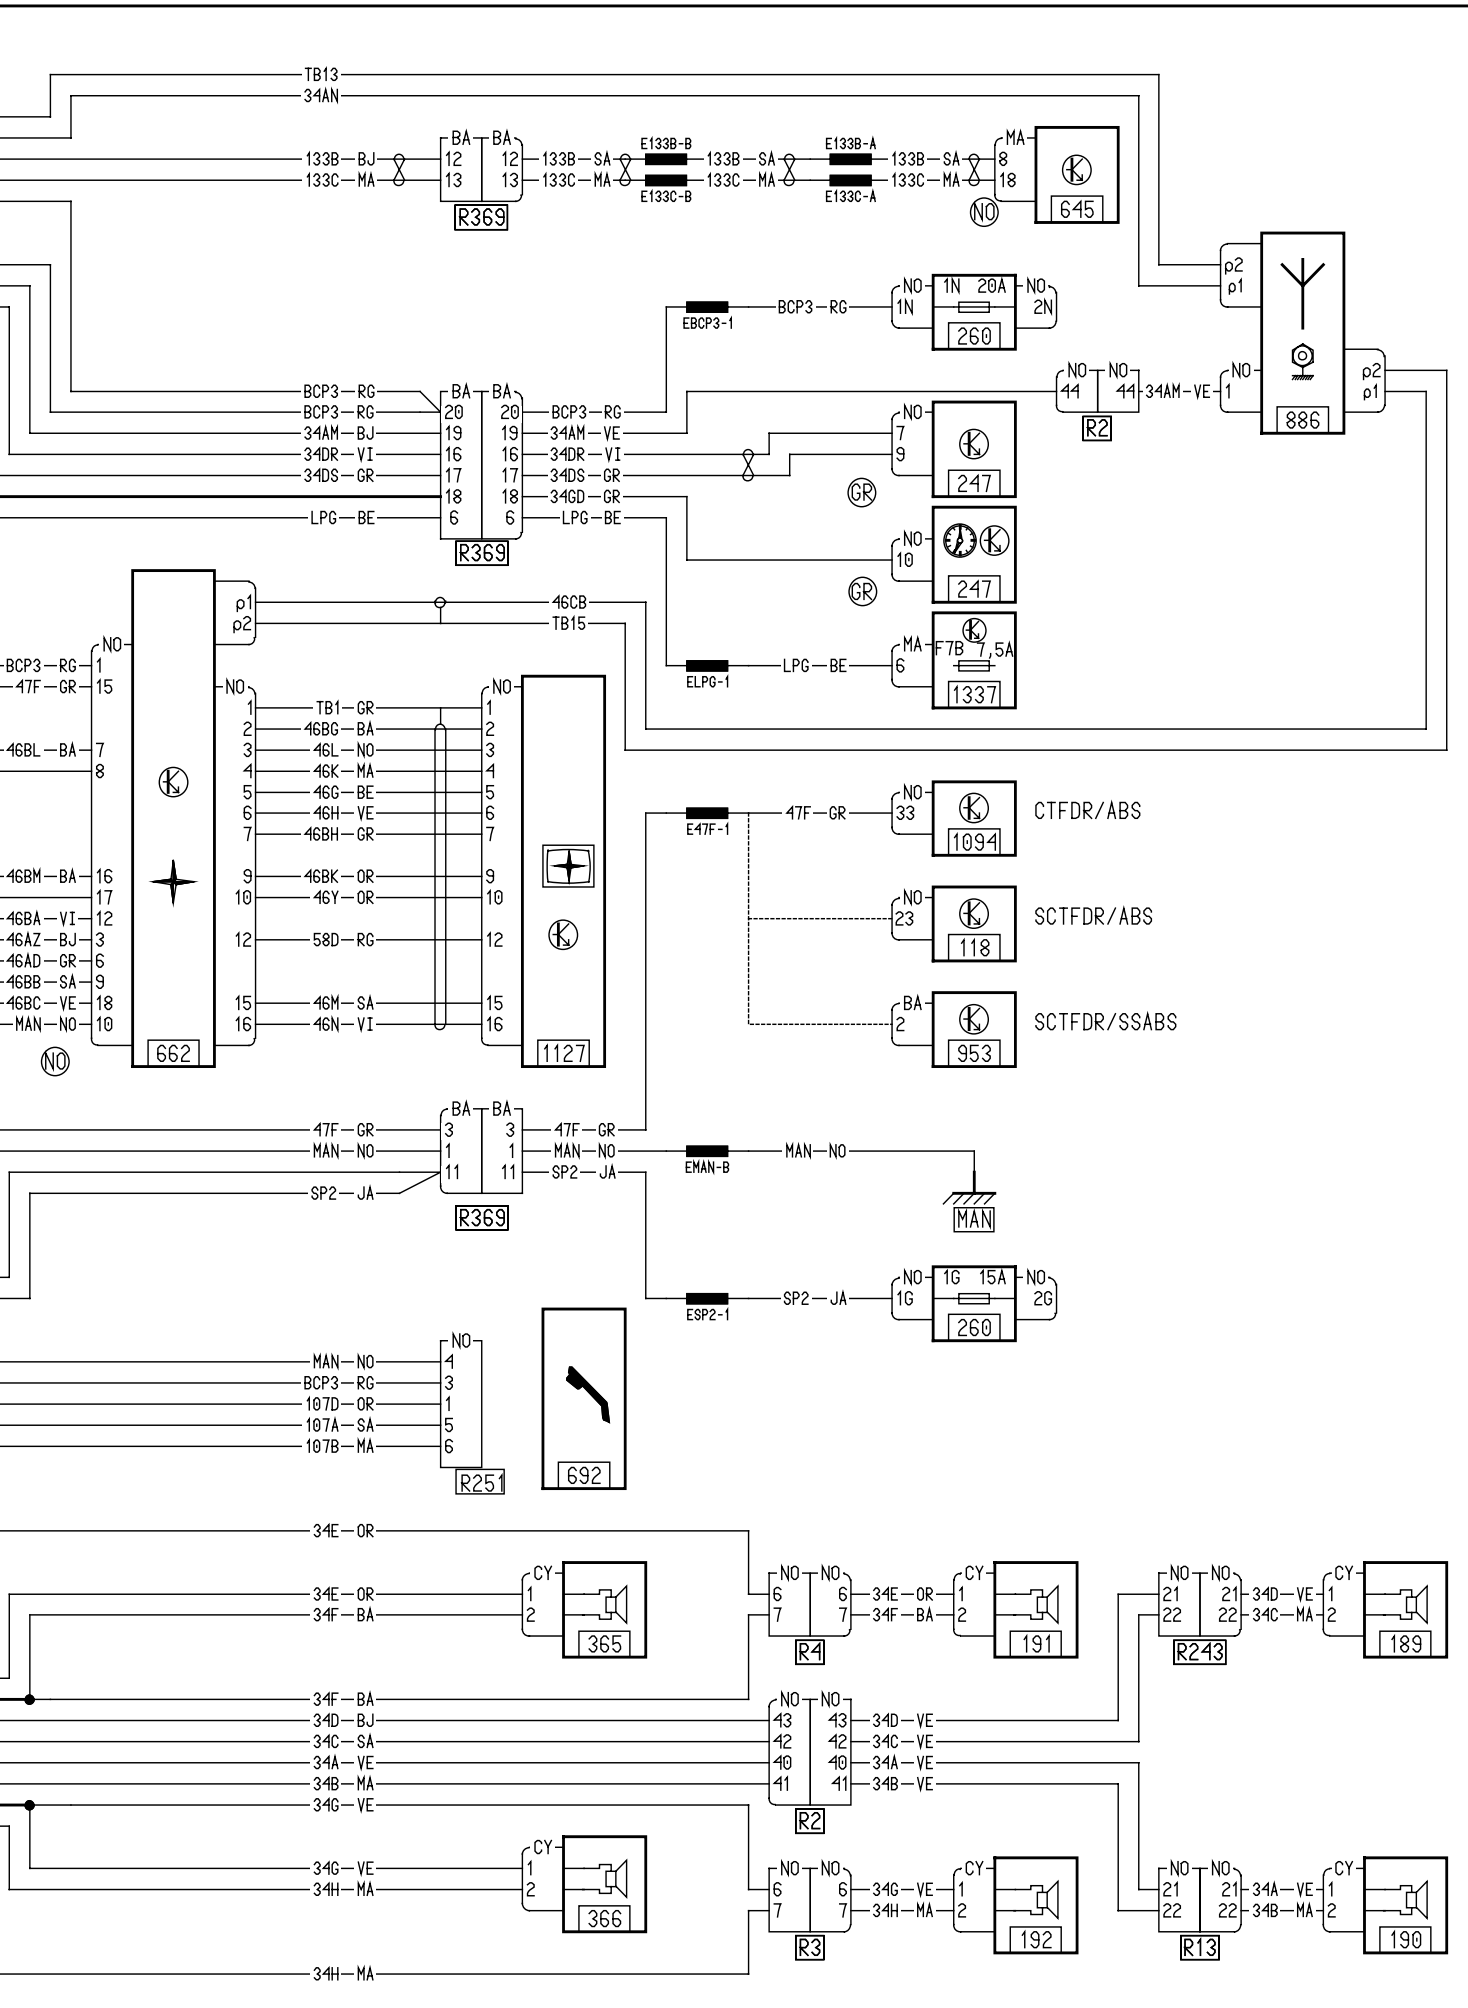 TB13
34AN
BA BA E133B-B E133B-A MA
133B BJ 12 12 133B SA 133B SA 133B SA 8
133C MA 13 13 133C MA 133C MA 133C MA 18
E133C-B E133C-A
R369 NO 645
p2
p1
NO 1N 20A NO
BCP3 RG 1N 2N
EBCP3-1
260
NO NO NO p2
BCP3 RG BA BA 44 44 34AM VE 1 p1
BCP3 RG 20 20 BCP3 RG NO R2 886
34AM BJ 19 19 34AM VE 7
34DR VI 16 16 34DR VI 9
34DS GR 17 17 34DS GR 247
18 18 34GD GR GR
LPG BE 6 6 LPG BE
R369 NO
10
GR 247
p1 46CB
p2 TB15
NO MA F7B 7,5A
BCP3 RG 1 LPG BE 6
ELPG-1
47F GR 15 NO NO 1337
1 TB1 GR 1
2 46BG BA 2
46BL BA 7 3 46L NO 3
8 4 46K MA 4
5 46G BE 5
6 46H VE 6
7 46BH GR 7
46BM BA 16 9 46BK OR 9
17 10 46Y OR 10
46BA VI 12
46AZ BJ 3 12 58D RG 12
46AD GR 6
46BB SA 9
46BC VE 18 15 46M SA 15
MAN NO 10 16 46N VI 16
NO 662 1127
NO
47F GR 33 CTFDR/ABS
E47F-1
1094
NO
23 SCTFDR/ABS
118
BA
2 SCTFDR/SSABS
953
BA BA
47F GR 3 3 47F GR
MAN NO 1 1 MAN NO MAN NO
EMAN-B
11 11 SP2 JA
SP2 JA
R369 MAN
NO 1G 15A NO
SP2 JA 1G 2G
ESP2-1
260
NO
MAN NO 4
BCP3 RG 3
107D OR 1
107A SA 5
107B MA 6
R251 692
34E OR
CY NO NO CY NO NO CY
34E OR 1 6 6 34E OR 1 21 21 34D VE 1
34F BA 2 7 7 34F BA 2 22 22 34C MA 2
365 R4 191 R243 189
34F BA NO NO
34D BJ 43 43 34D VE
34C SA 42 42 34C VE
34A VE 40 40 34A VE
34B MA 41 41 34B VE
34G VE
R2
CY
34G VE 1 NO NO CY NO NO CY
34H MA 2 6 6 34G VE 1 21 21 34A VE 1
7 7 34H MA 2 22 22 34B MA 2
366 R3 192 R13 190
34H MA